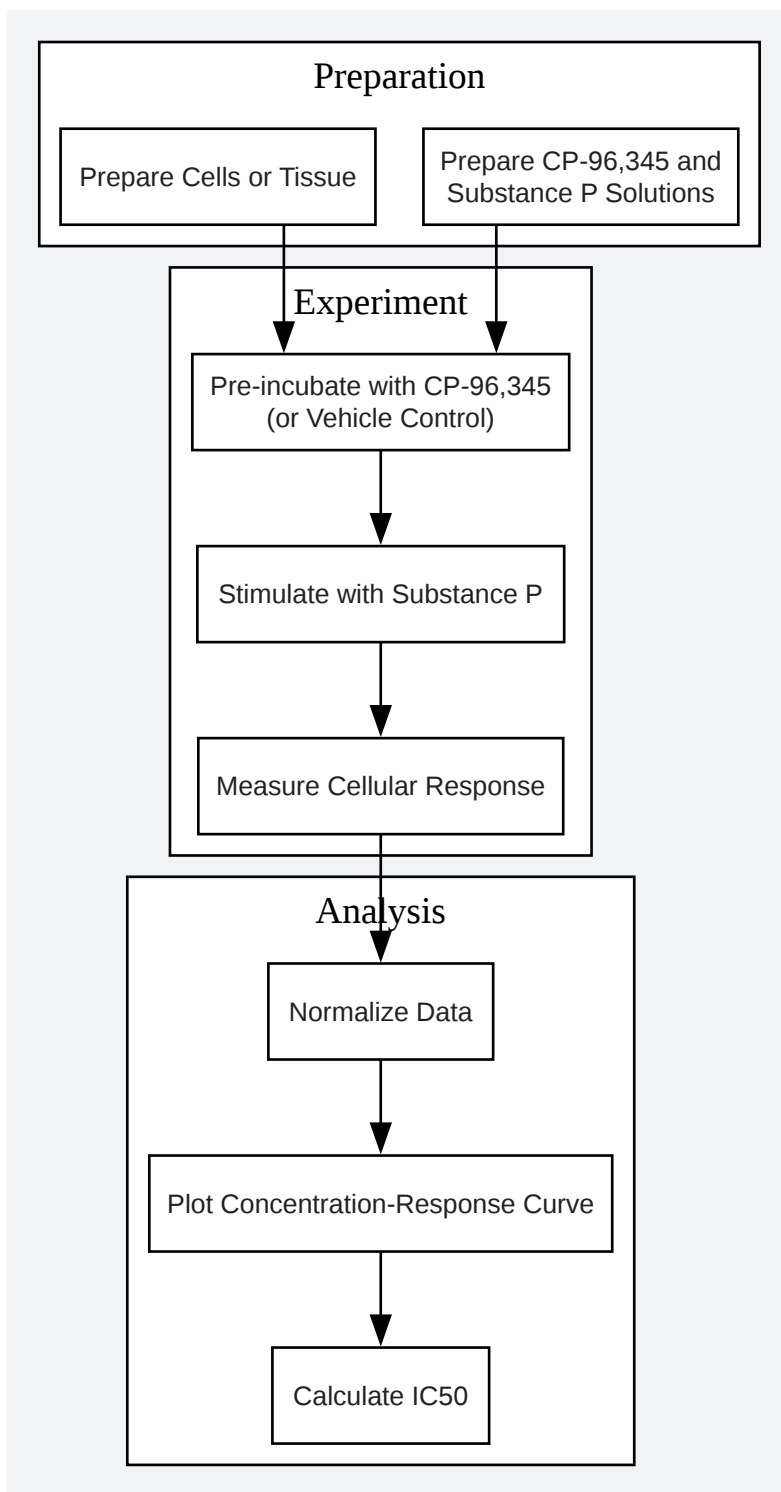 Preparation
Prepare Cells or Tissue
Prepare CP-96,345 and
Substance P Solutions
Experiment
Pre-incubate with CP-96,345
(or Vehicle Control)
Stimulate with Substance P
Measure Cellular Response
Analysis
Normalize Data
Plot Concentration-Response Curve
Calculate IC50